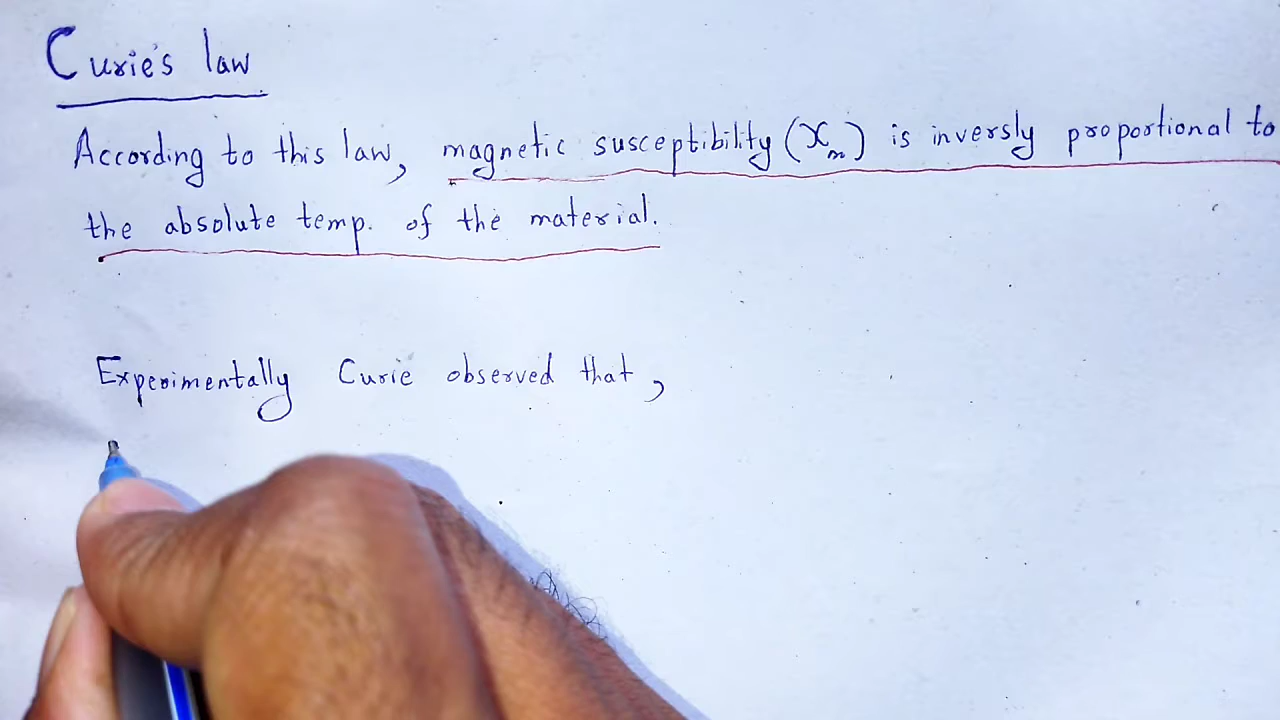 Curie's law
According to this law, magnetic susceptibility (χm) is inversly proportional to
the absolute temp. of the material.
Experimentally Curie observed that,